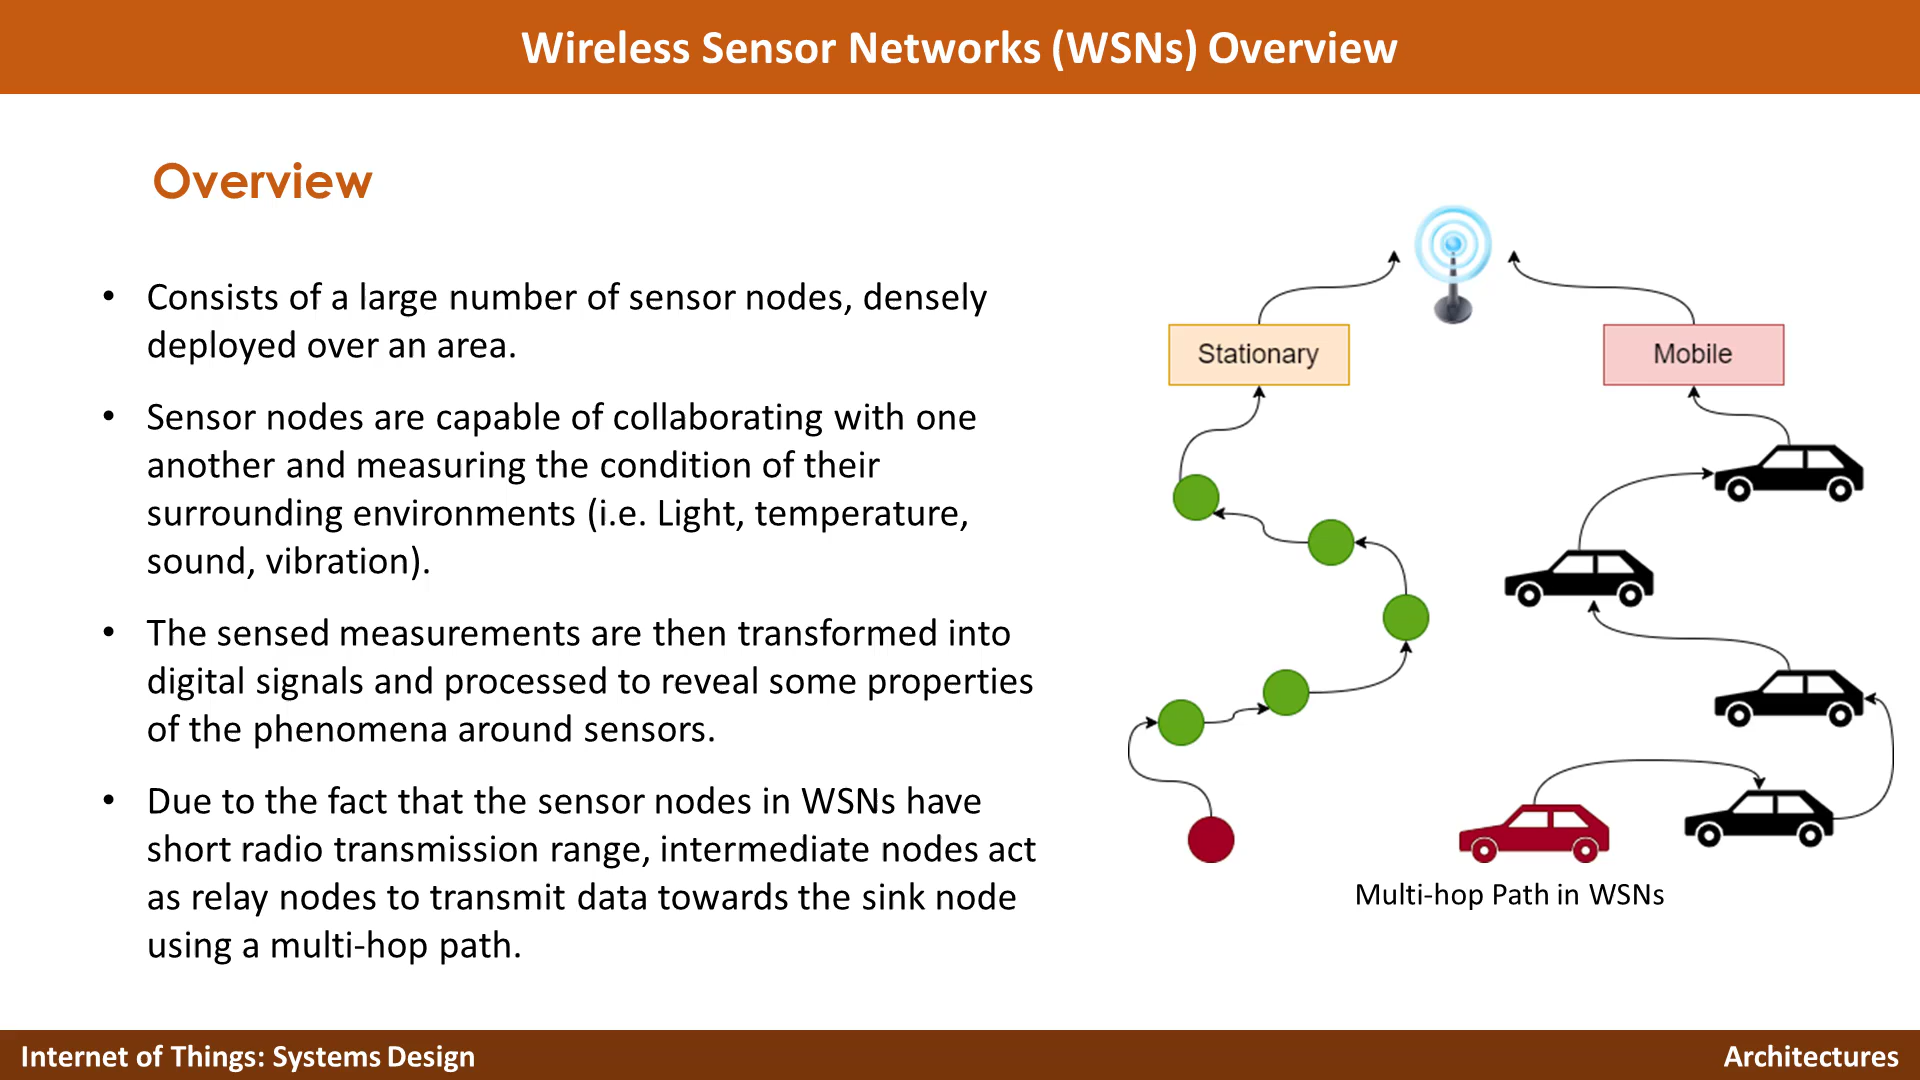 Wireless Sensor Networks (WSNs) Overview
Overview
• Consists of a large number of sensor nodes, densely
deployed over an area.
• Sensor nodes are capable of collaborating with one
another and measuring the condition of their
surrounding environments (i.e. Light, temperature,
sound, vibration).
• The sensed measurements are then transformed into
digital signals and processed to reveal some properties
of the phenomena around sensors.
• Due to the fact that the sensor nodes in WSNs have
short radio transmission range, intermediate nodes act
as relay nodes to transmit data towards the sink node
using a multi-hop path.
Stationary
Mobile
Multi-hop Path in WSNs
Internet of Things: Systems Design
Architectures